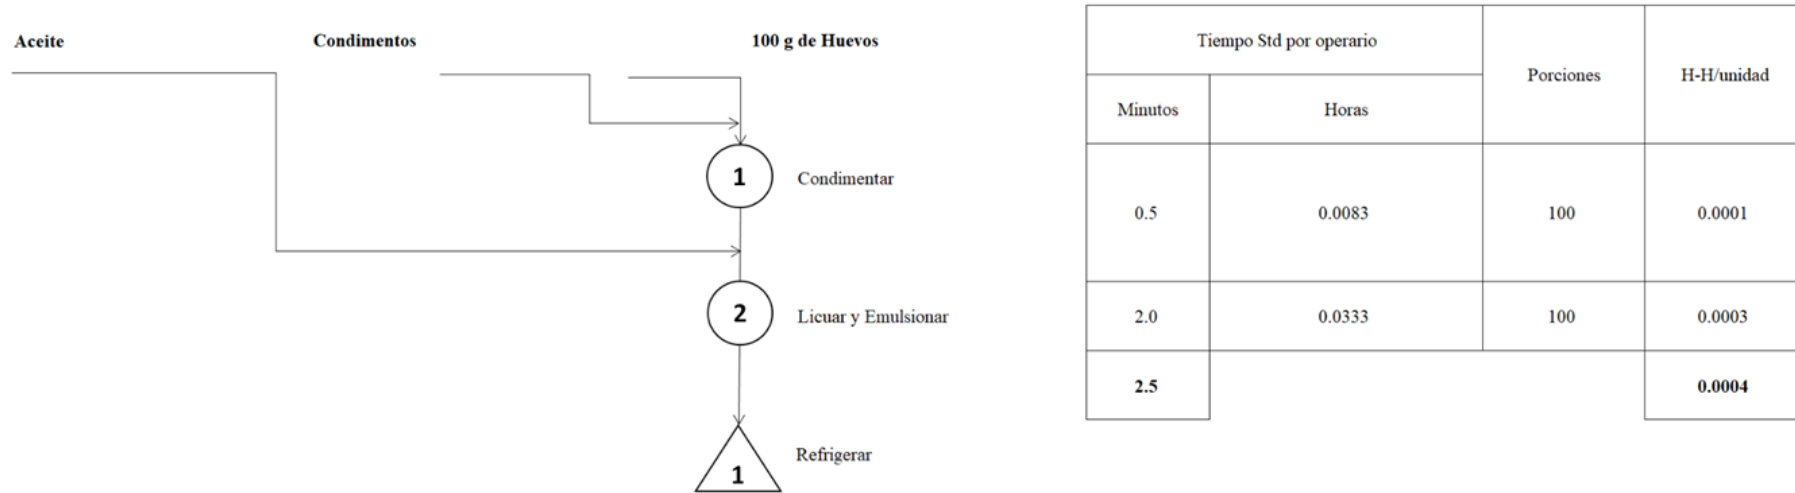 Aceite
Condimentos
100 g de Huevos
1
Condimentar
2
Licuar y Emulsionar
1
Refrigerar
Tiempo Std por operario
Porciones
H-H/unidad
Minutos
Horas
0.5
0.0083
100
0.0001
2.0
0.0333
100
0.0003
2.5
0.0004